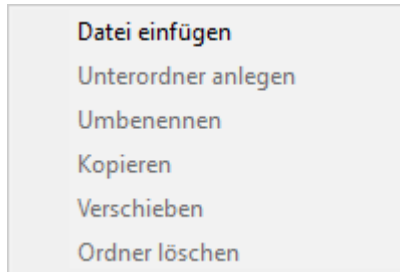 Datei einfügen
Unterordner anlegen
Umbenennen
Kopieren
Verschieben
Ordner löschen